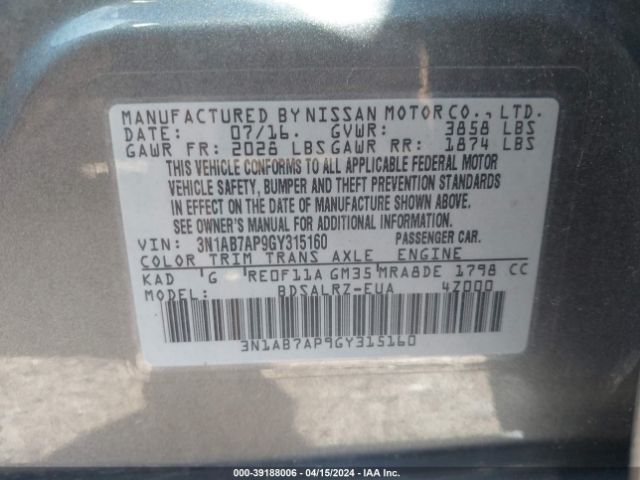 MANUFACTURED BY NISSAN MOTOR CO., LTD.
DATE: 07/16. GVWR: 3858 LBS
GAWR FR: 2028 LBS GAWR RR: 1874 LBS
THIS VEHICLE CONFORMS TO ALL APPLICABLE FEDERAL MOTOR
VEHICLE SAFETY, BUMPER AND THEFT PREVENTION STANDARDS
IN EFFECT ON THE DATE OF MANUFACTURE SHOWN ABOVE.
SEE OWNER'S MANUAL FOR ADDITIONAL INFORMATION.
VIN: 3N1AB7AP9GY315160 PASSENGER CAR.
COLOR TRIM TRANS AXLE ENGINE
KAD G RE0F11A GM35 MRA8DE 1798 CC
MODEL: BDSALRZ-EUA 4Z000
3N1AB7AP9GY315160
000-39188006 - 04/15/2024 - IAA Inc.